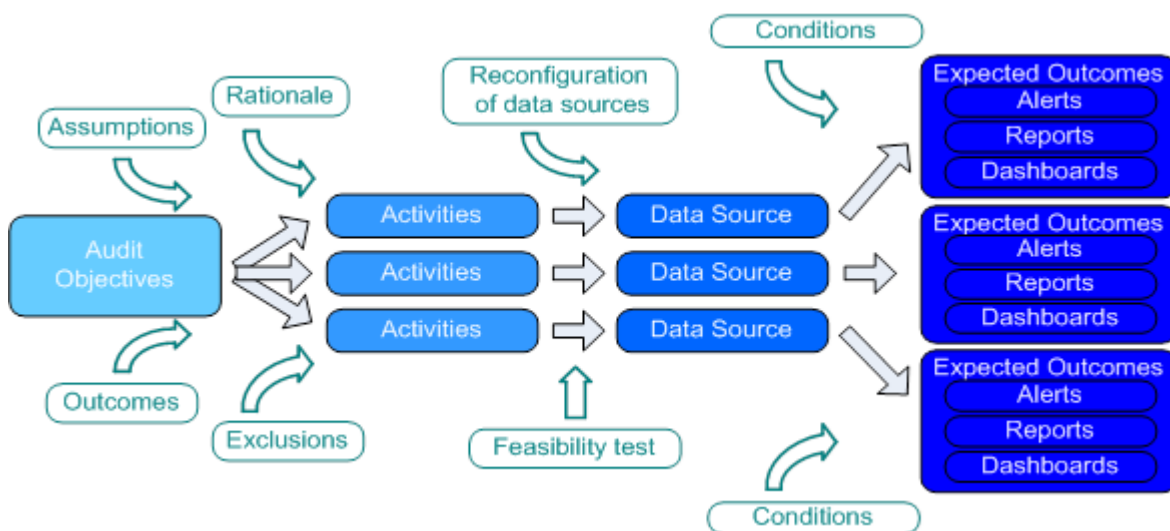 Conditions
Expected Outcomes
Alerts
Reports
Dashboards
Reconfiguration
of data sources
Rationale
Assumptions
Activities
Data Source
Audit
Objectives
Activities
Data Source
Expected Outcomes
Alerts
Reports
Dashboards
Activities
Data Source
Expected Outcomes
Alerts
Reports
Dashboards
Outcomes
Exclusions
Feasibility test
Conditions